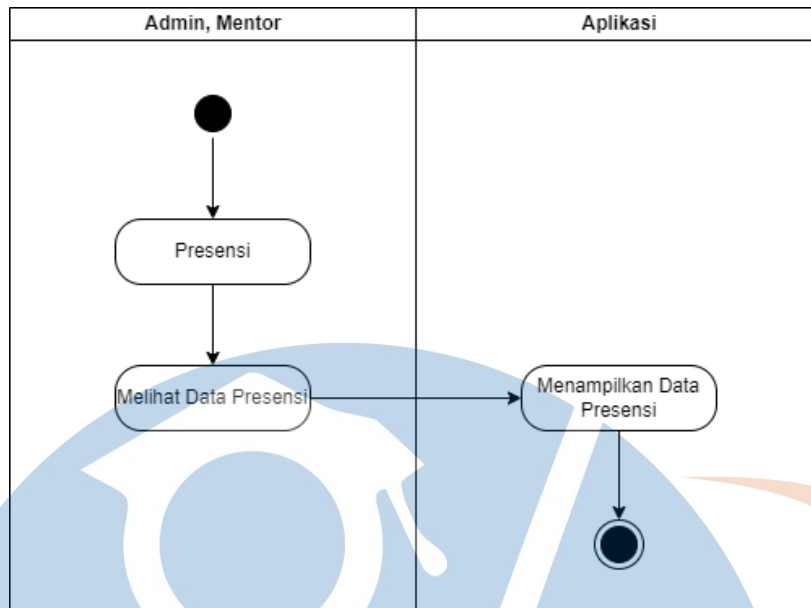 Admin, Mentor
Aplikasi
Presensi
Melihat Data Presensi
Menampilkan Data
Presensi